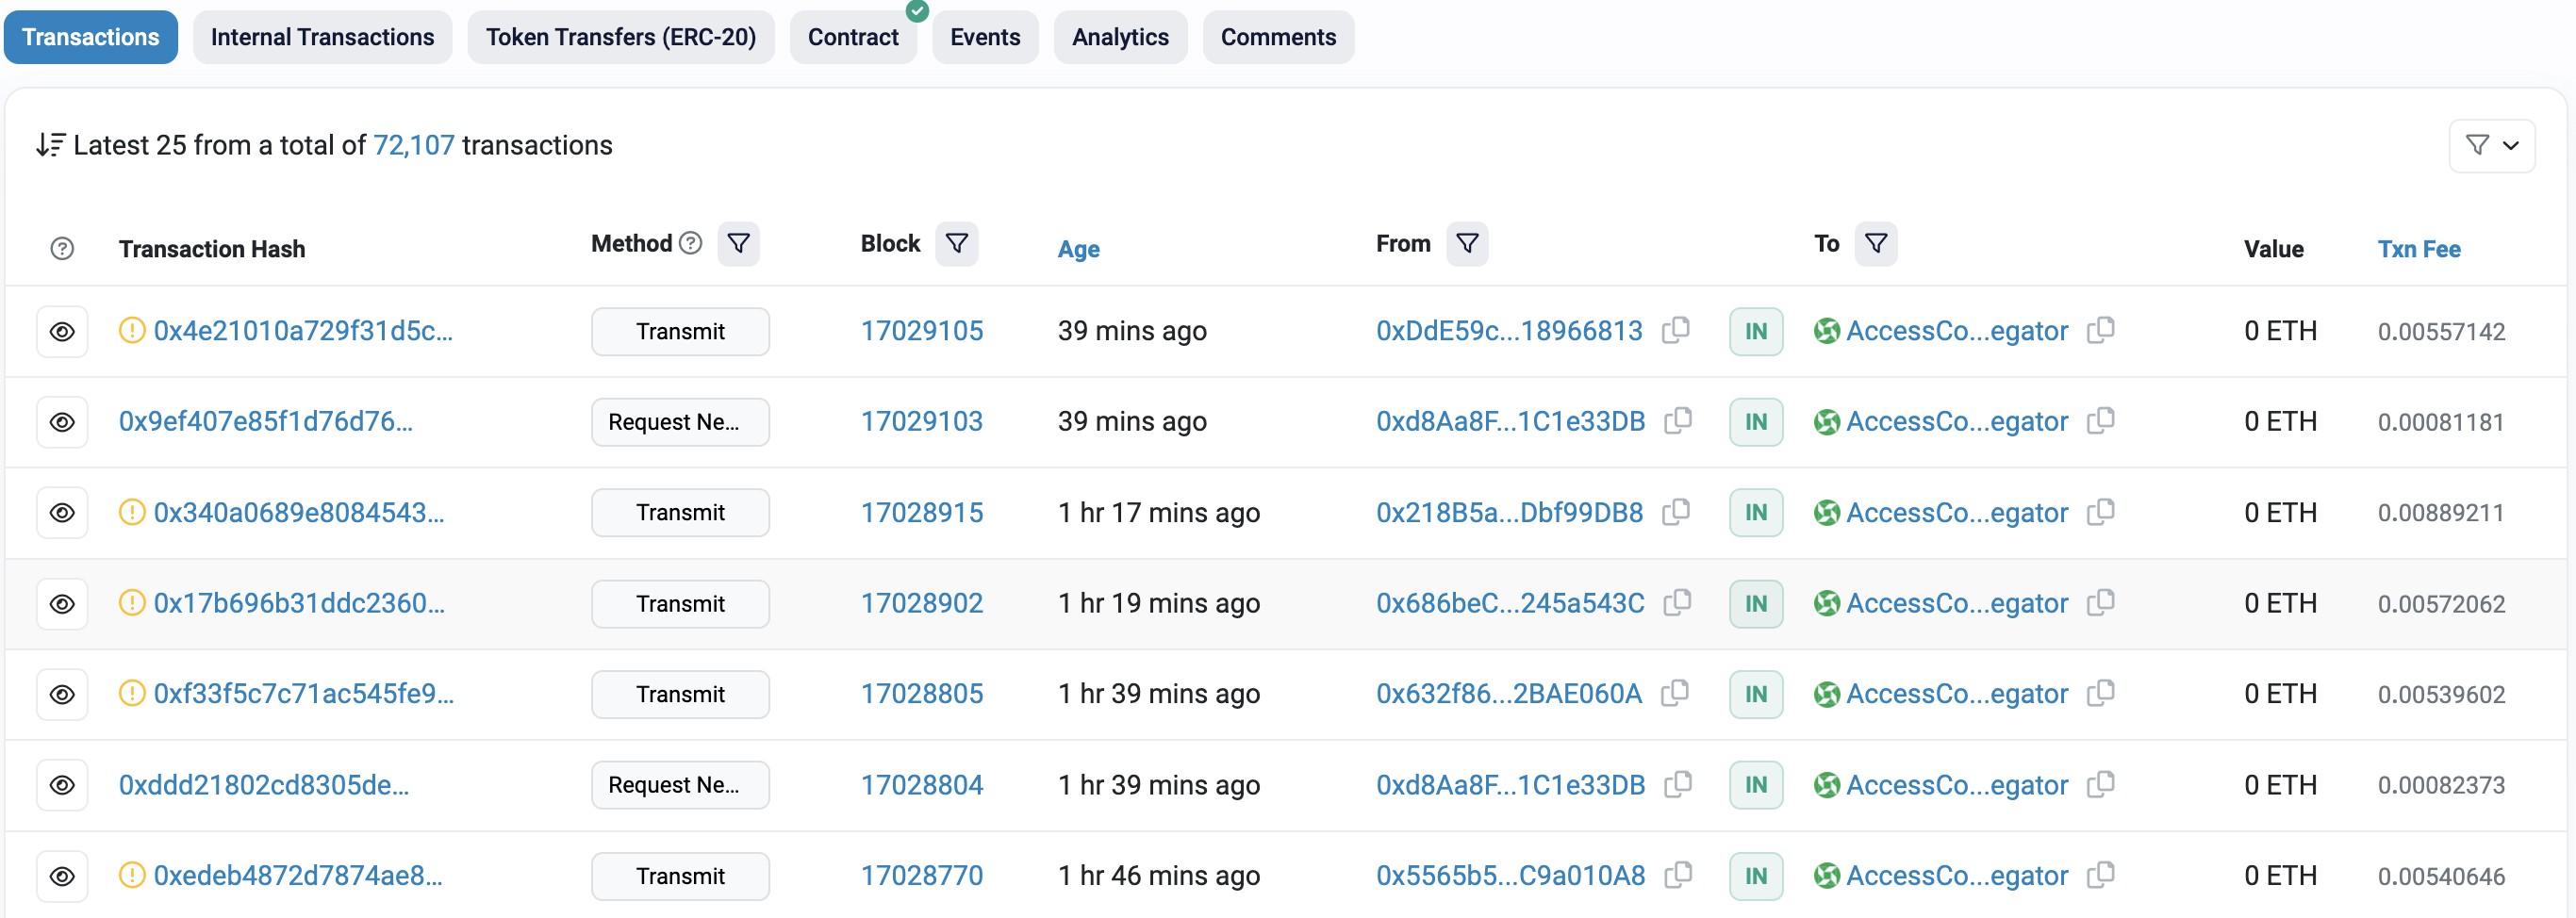 Transactions Internal Transactions Token Transfers (ERC-20) Contract Events Analytics Comments
Latest 25 from a total of 72,107 transactions
Transaction Hash Method Block Age From To Value Txn Fee
0x4e21010a729f31d5c... Transmit 17029105 39 mins ago 0xDdE59c...18966813 IN AccessCo...egator 0 ETH 0.00557142
0x9ef407e85f1d76d76... Request Ne... 17029103 39 mins ago 0xd8Aa8F...1C1e33DB IN AccessCo...egator 0 ETH 0.00081181
0x340a0689e8084543... Transmit 17028915 1 hr 17 mins ago 0x218B5a...Dbf99DB8 IN AccessCo...egator 0 ETH 0.00889211
0x17b696b31ddc2360... Transmit 17028902 1 hr 19 mins ago 0x686beC...245a543C IN AccessCo...egator 0 ETH 0.00572062
0xf33f5c7c71ac545fe9... Transmit 17028805 1 hr 39 mins ago 0x632f86...2BAE060A IN AccessCo...egator 0 ETH 0.00539602
0xddd21802cd8305de... Request Ne... 17028804 1 hr 39 mins ago 0xd8Aa8F...1C1e33DB IN AccessCo...egator 0 ETH 0.00082373
0xedeb4872d7874ae8... Transmit 17028770 1 hr 46 mins ago 0x5565b5...C9a010A8 IN AccessCo...egator 0 ETH 0.00540646